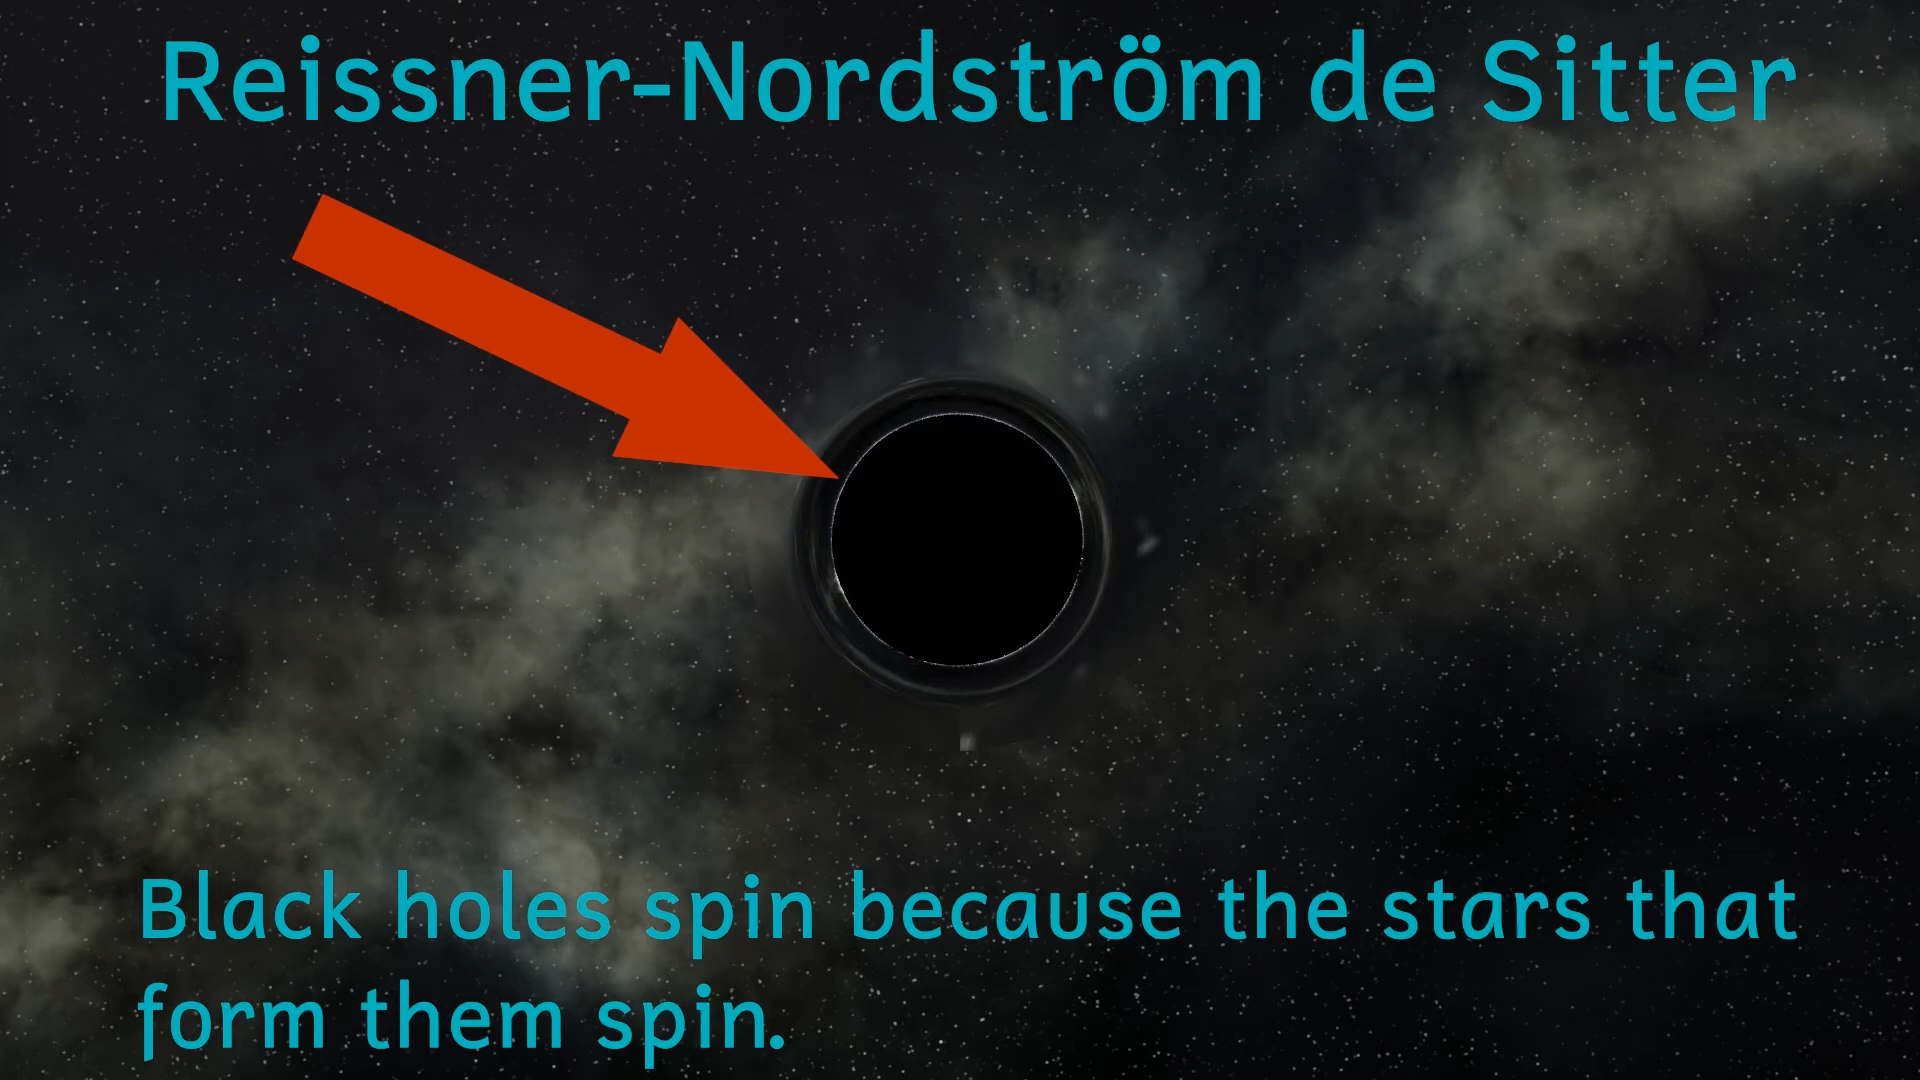 Reissner-Nordström de Sitter
Black holes spin because the stars that
form them spin.